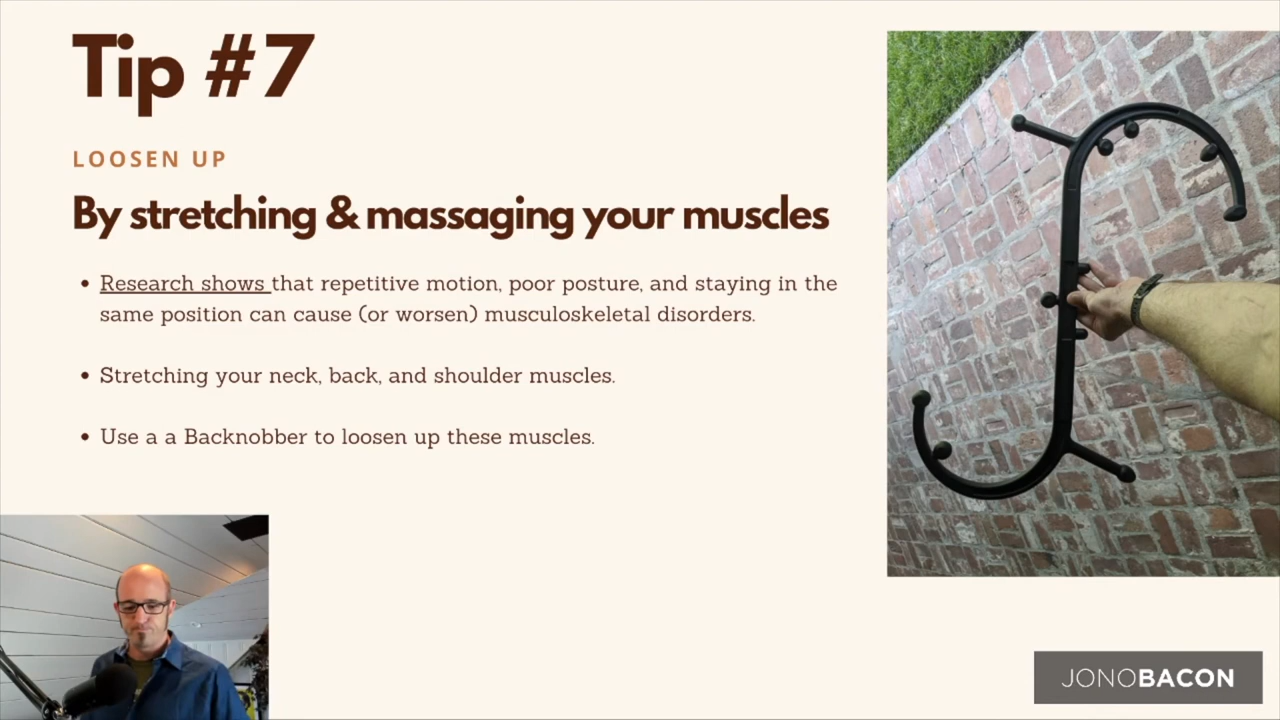 Tip #7
LOOSEN UP
By stretching & massaging your muscles
• Research shows that repetitive motion, poor posture, and staying in the
same position can cause (or worsen) musculoskeletal disorders.
• Stretching your neck, back, and shoulder muscles.
• Use a a Backnobber to loosen up these muscles.
JONOBACON